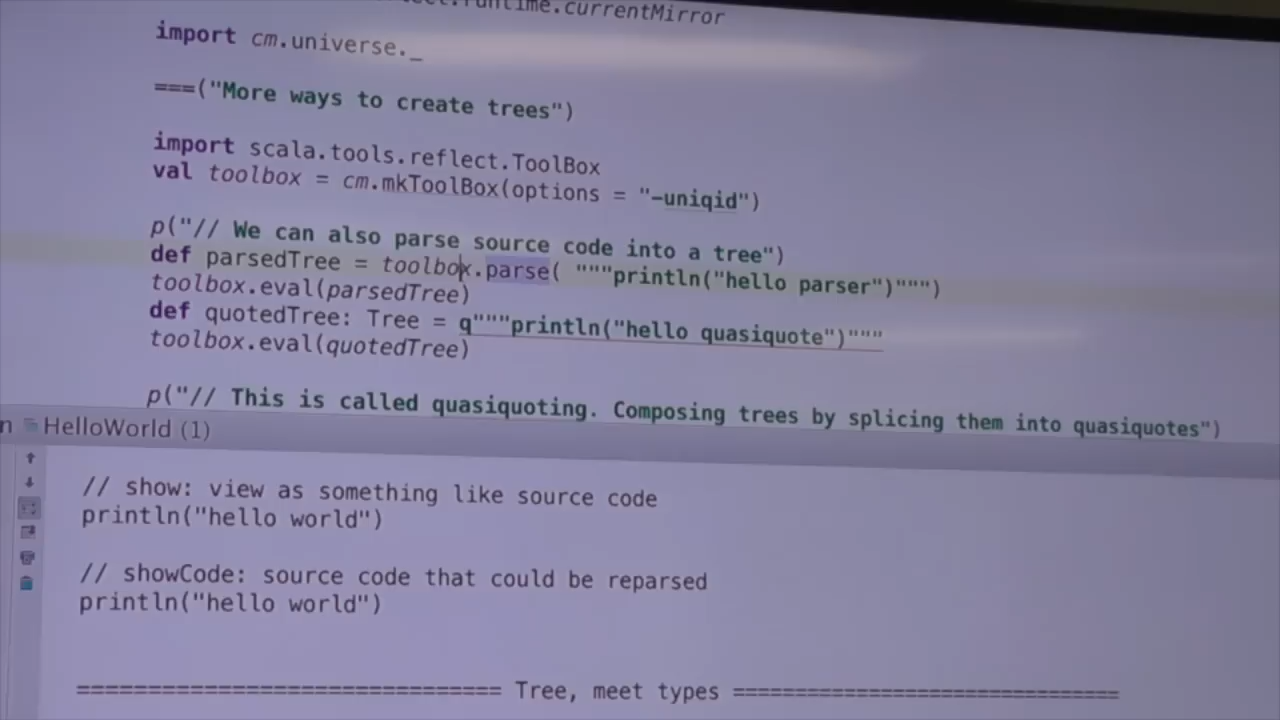 .runtime.currentMirror
import cm.universe._
===("More ways to create trees")
import scala.tools.reflect.ToolBox
val toolbox = cm.mkToolBox(options = "-uniqid")
p("// We can also parse source code into a tree")
def parsedTree = toolbox.parse( """println("hello parser")""")
toolbox.eval(parsedTree)
def quotedTree: Tree = q"""println("hello quasiquote")"""
toolbox.eval(quotedTree)
p("// This is called quasiquoting. Composing trees by splicing them into quasiquotes")
n HelloWorld (1)
// show: view as something like source code
println("hello world")
// showCode: source code that could be reparsed
println("hello world")
============================== Tree, meet types ==============================